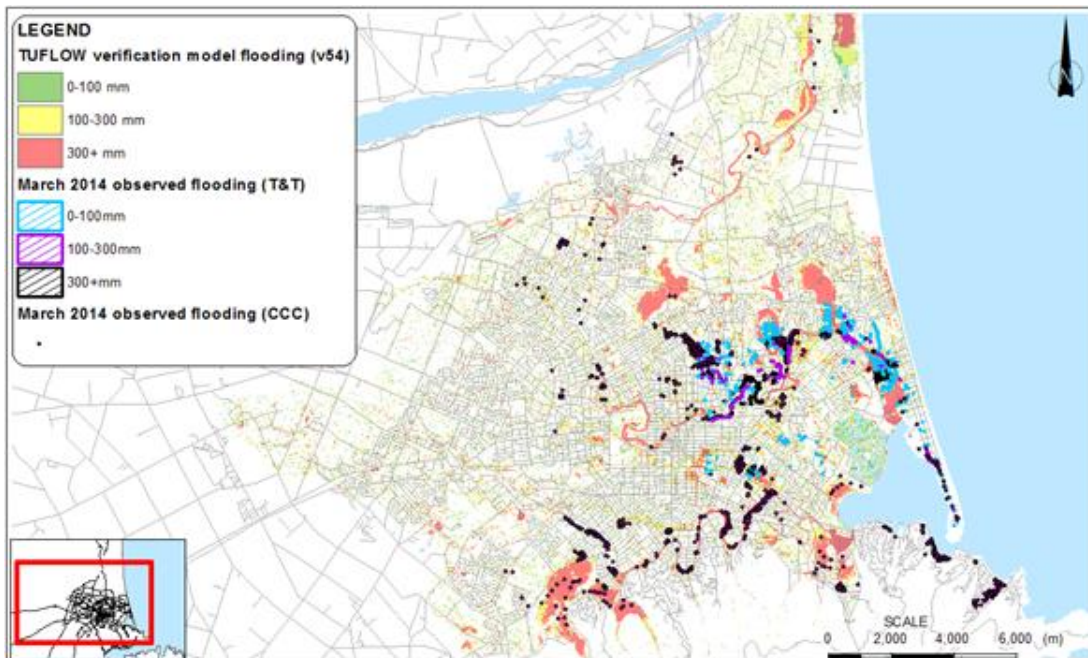 LEGEND
TUFLOW verification model flooding (v54)
0-100 mm
100-300 mm
300+ mm
March 2014 observed flooding (T&T)
0-100mm
100-300mm
300+mm
March 2014 observed flooding (CCC)
N
SCALE
0 2,000 4,000 6,000 (m)